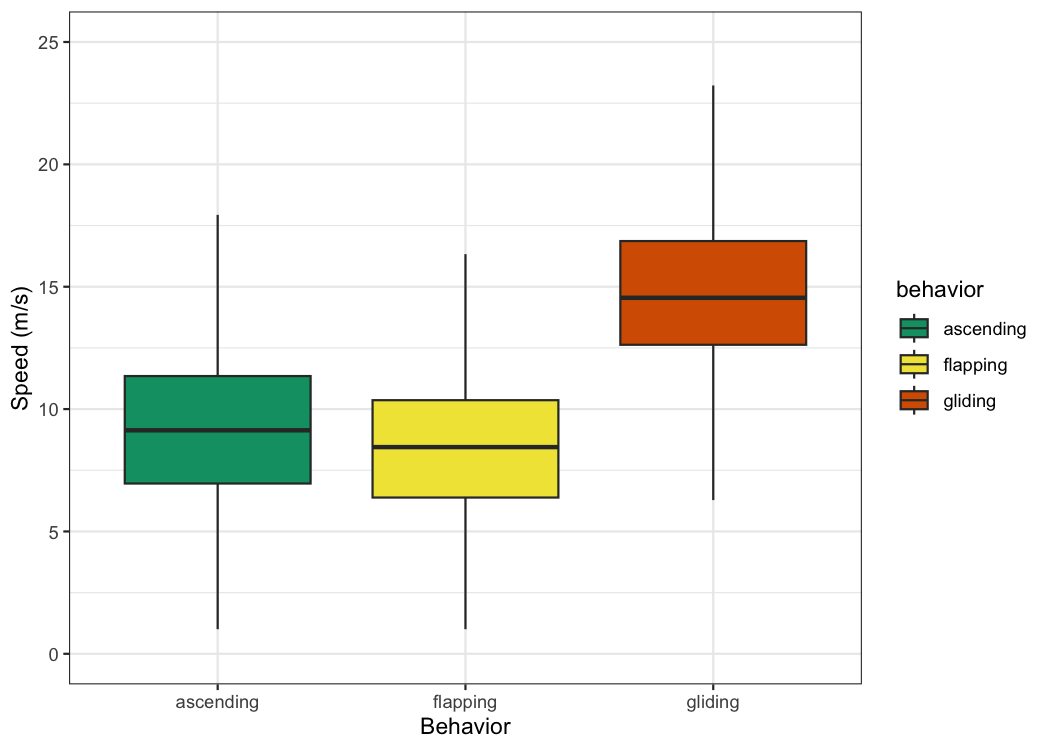 25
20
15
10
5
0
Speed (m/s)
ascending
flapping
gliding
Behavior
behavior
ascending
flapping
gliding